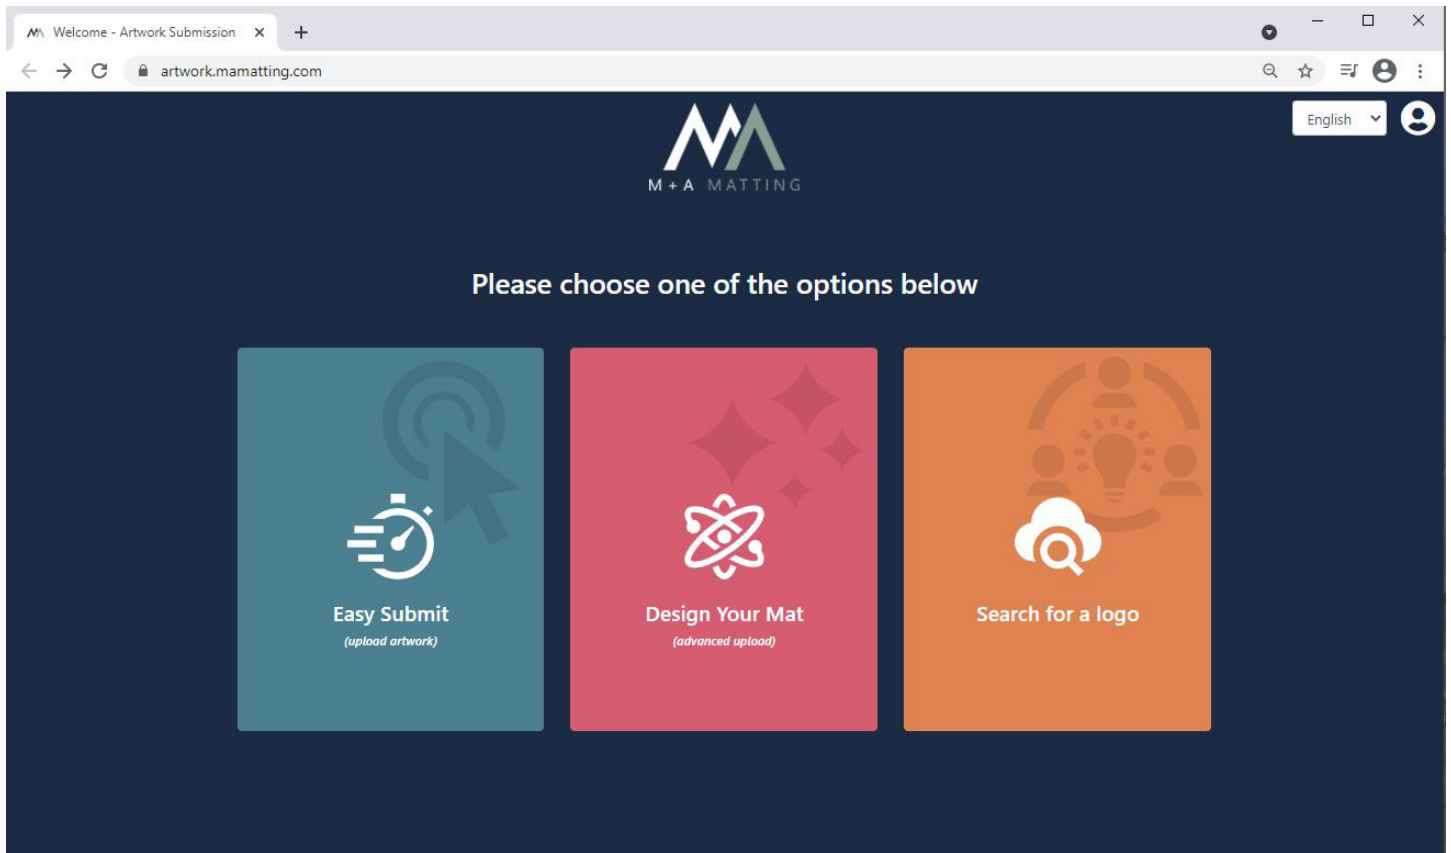 Welcome - Artwork Submission
artwork.mamatting.com
English
M + A MATTING
Please choose one of the options below
Easy Submit
(upload artwork)
Design Your Mat
(advanced upload)
Search for a logo